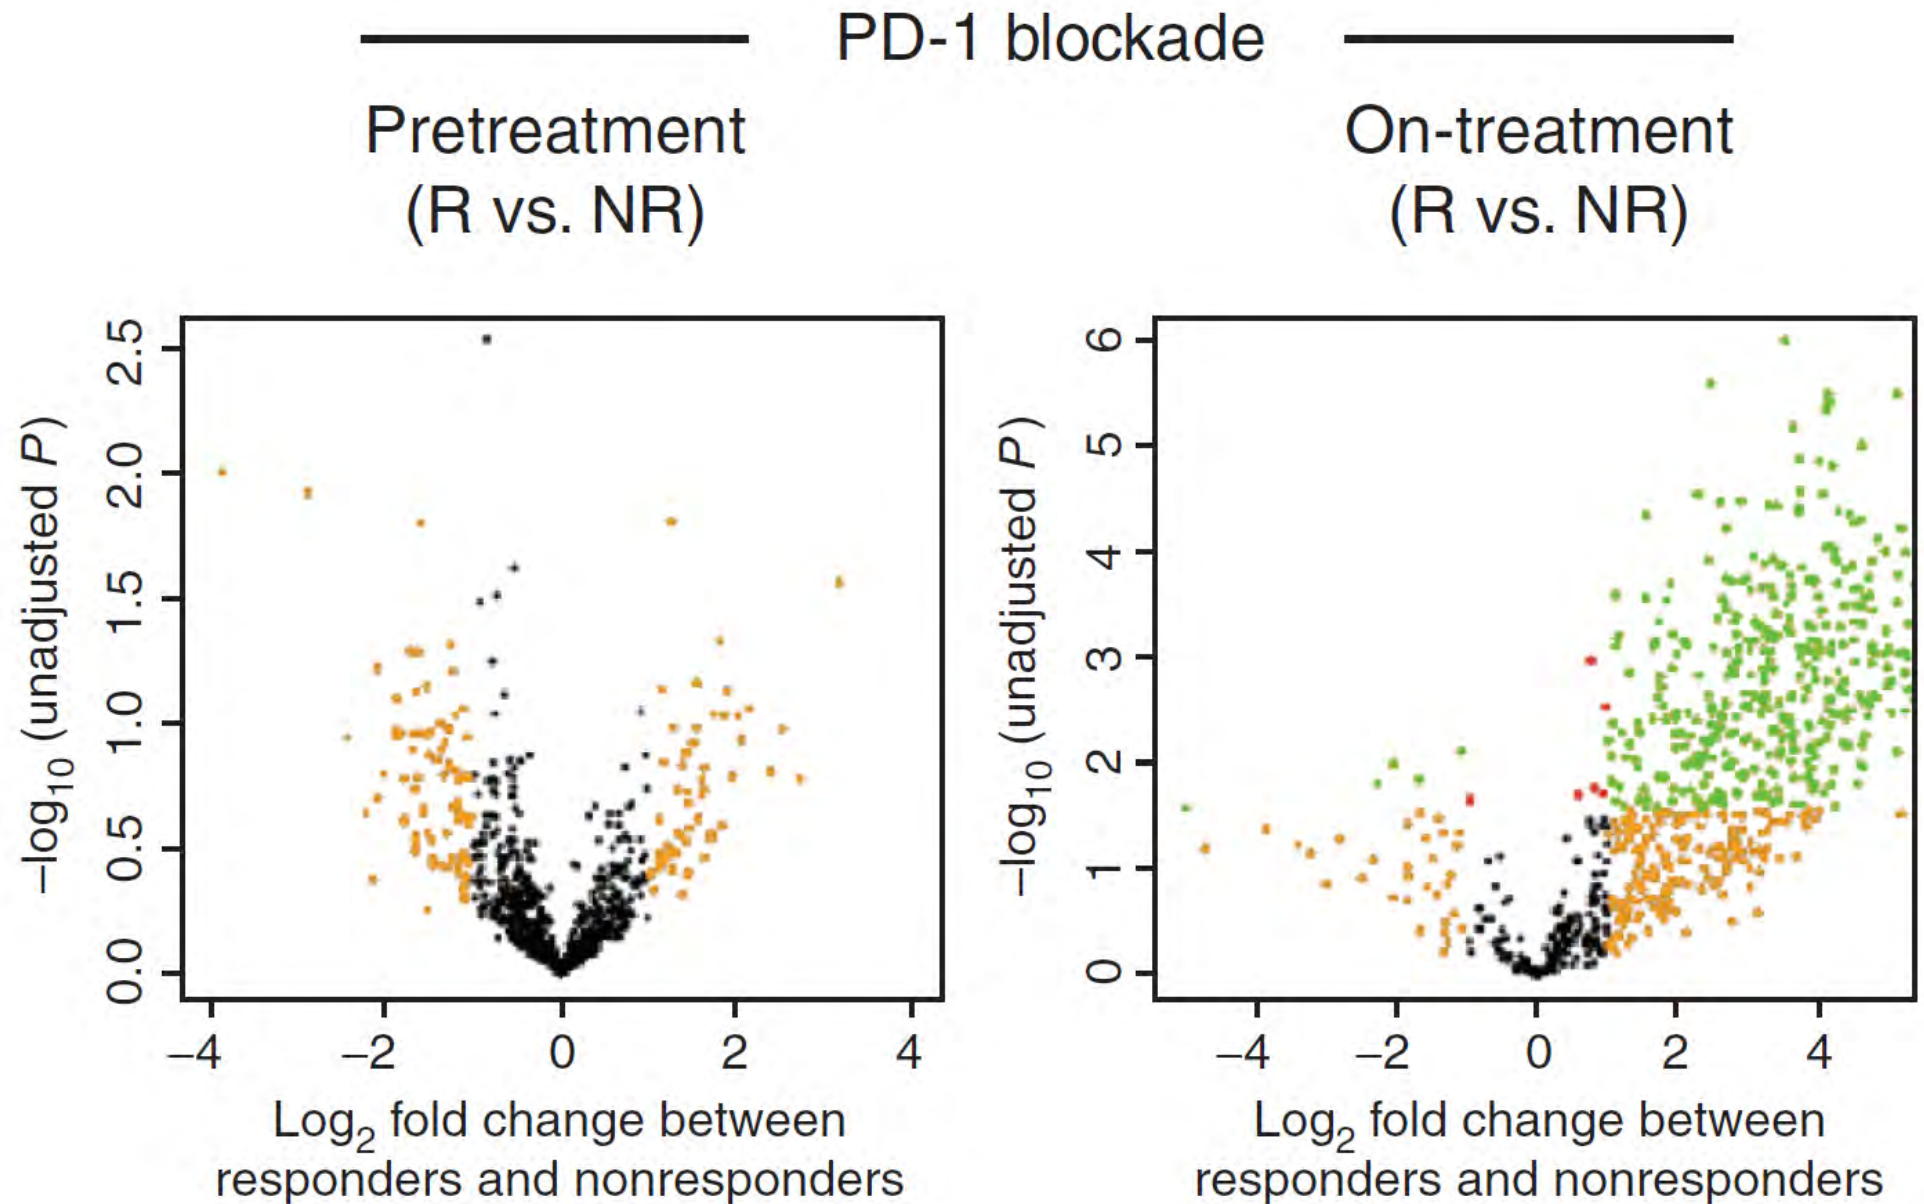 PD-1 blockade
Pretreatment
(R vs. NR)
–log10 (unadjusted P)
2.5
2.0
1.5
1.0
0.5
0.0
–4 –2 0 2 4
Log2 fold change between
responders and nonresponders
On-treatment
(R vs. NR)
–log10 (unadjusted P)
6
5
4
3
2
1
0
–4 –2 0 2 4
Log2 fold change between
responders and nonresponders